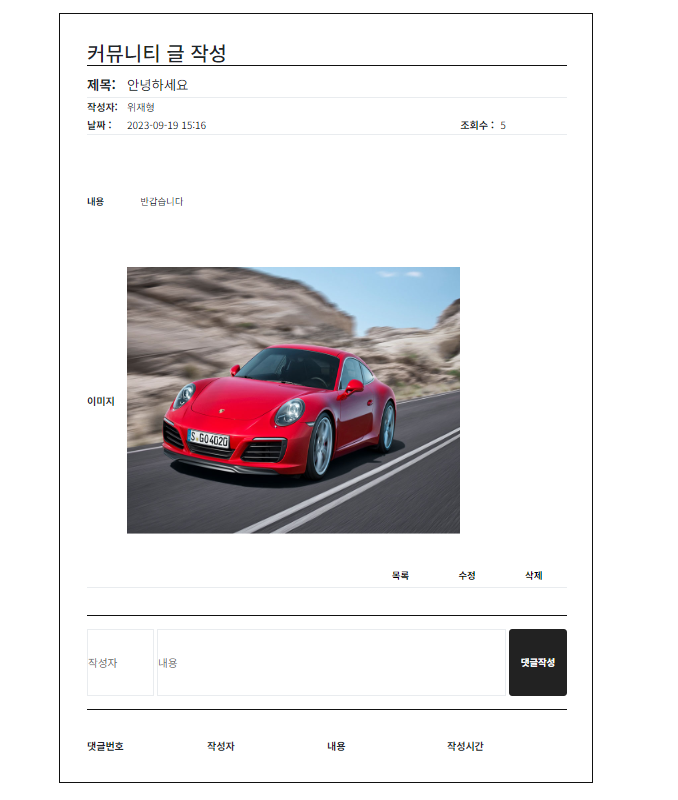 커뮤니티 글 작성
제목: 안녕하세요
작성자: 위재형
날짜 : 2023-09-19 15:16 조회수 : 5
내용 반갑습니다
이미지
S·GO4020
목록 수정 삭제
작성자 내용 댓글작성
댓글번호 작성자 내용 작성시간